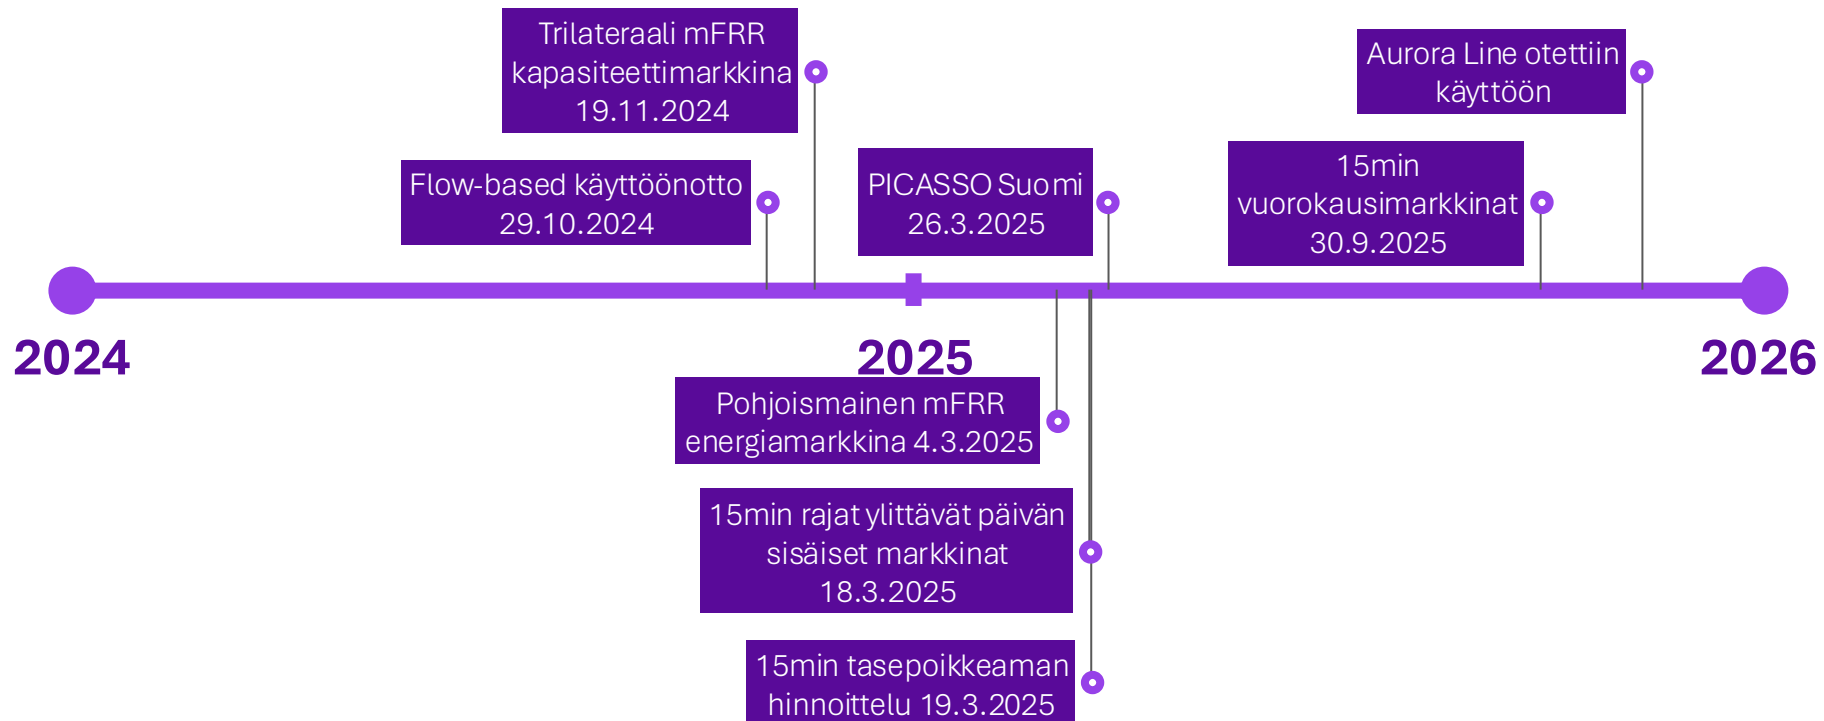 Trilateraali mFRR
kapasiteettimarkkina
19.11.2024
Aurora Line otettiin
käyttöön
Flow-based käyttöönotto
29.10.2024
PICASSO Suomi
26.3.2025
15min
vuorokausimarkkinat
30.9.2025
2024
2025
2026
Pohjoismainen mFRR
energiamarkkina 4.3.2025
15min rajat ylittävät päivän
sisäiset markkinat
18.3.2025
15min tasepoikkeaman
hinnoittelu 19.3.2025